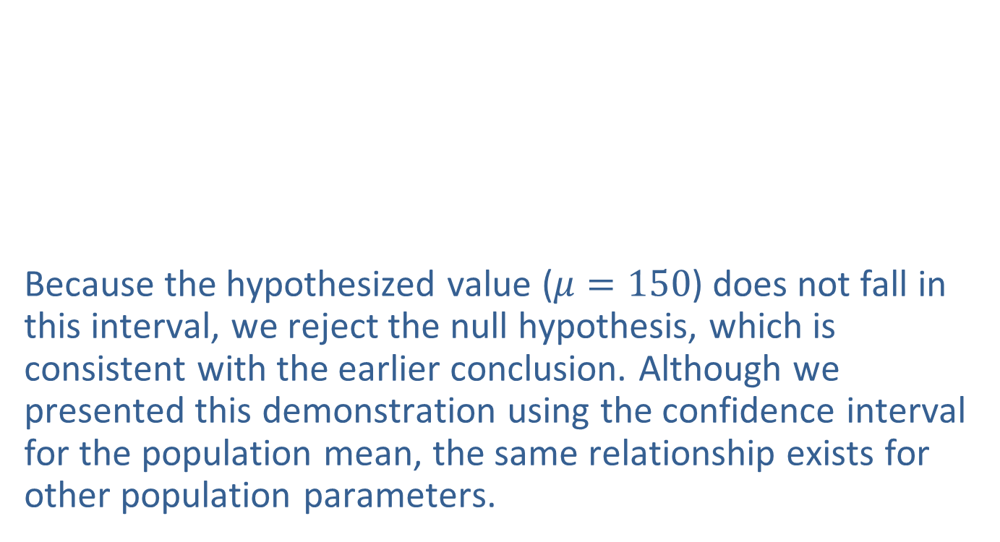 Because the hypothesized value (μ = 150) does not fall in
this interval, we reject the null hypothesis, which is
consistent with the earlier conclusion. Although we
presented this demonstration using the confidence interval
for the population mean, the same relationship exists for
other population parameters.